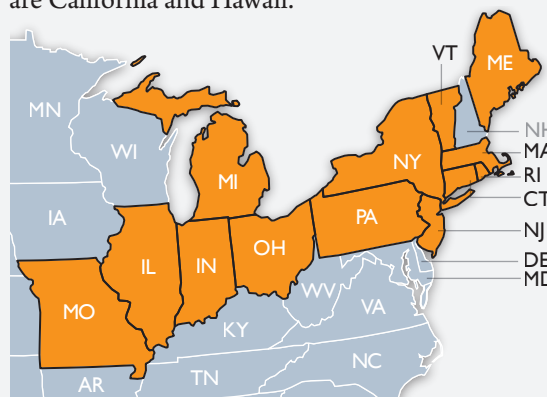 are California and Hawaii.
VT
ME
MN
NH
WI
MA
NY
RI
MI
CT
PA
IA
NJ
OH
IL
IN
DE
WV
MD
VA
MO
KY
NC
TN
AR